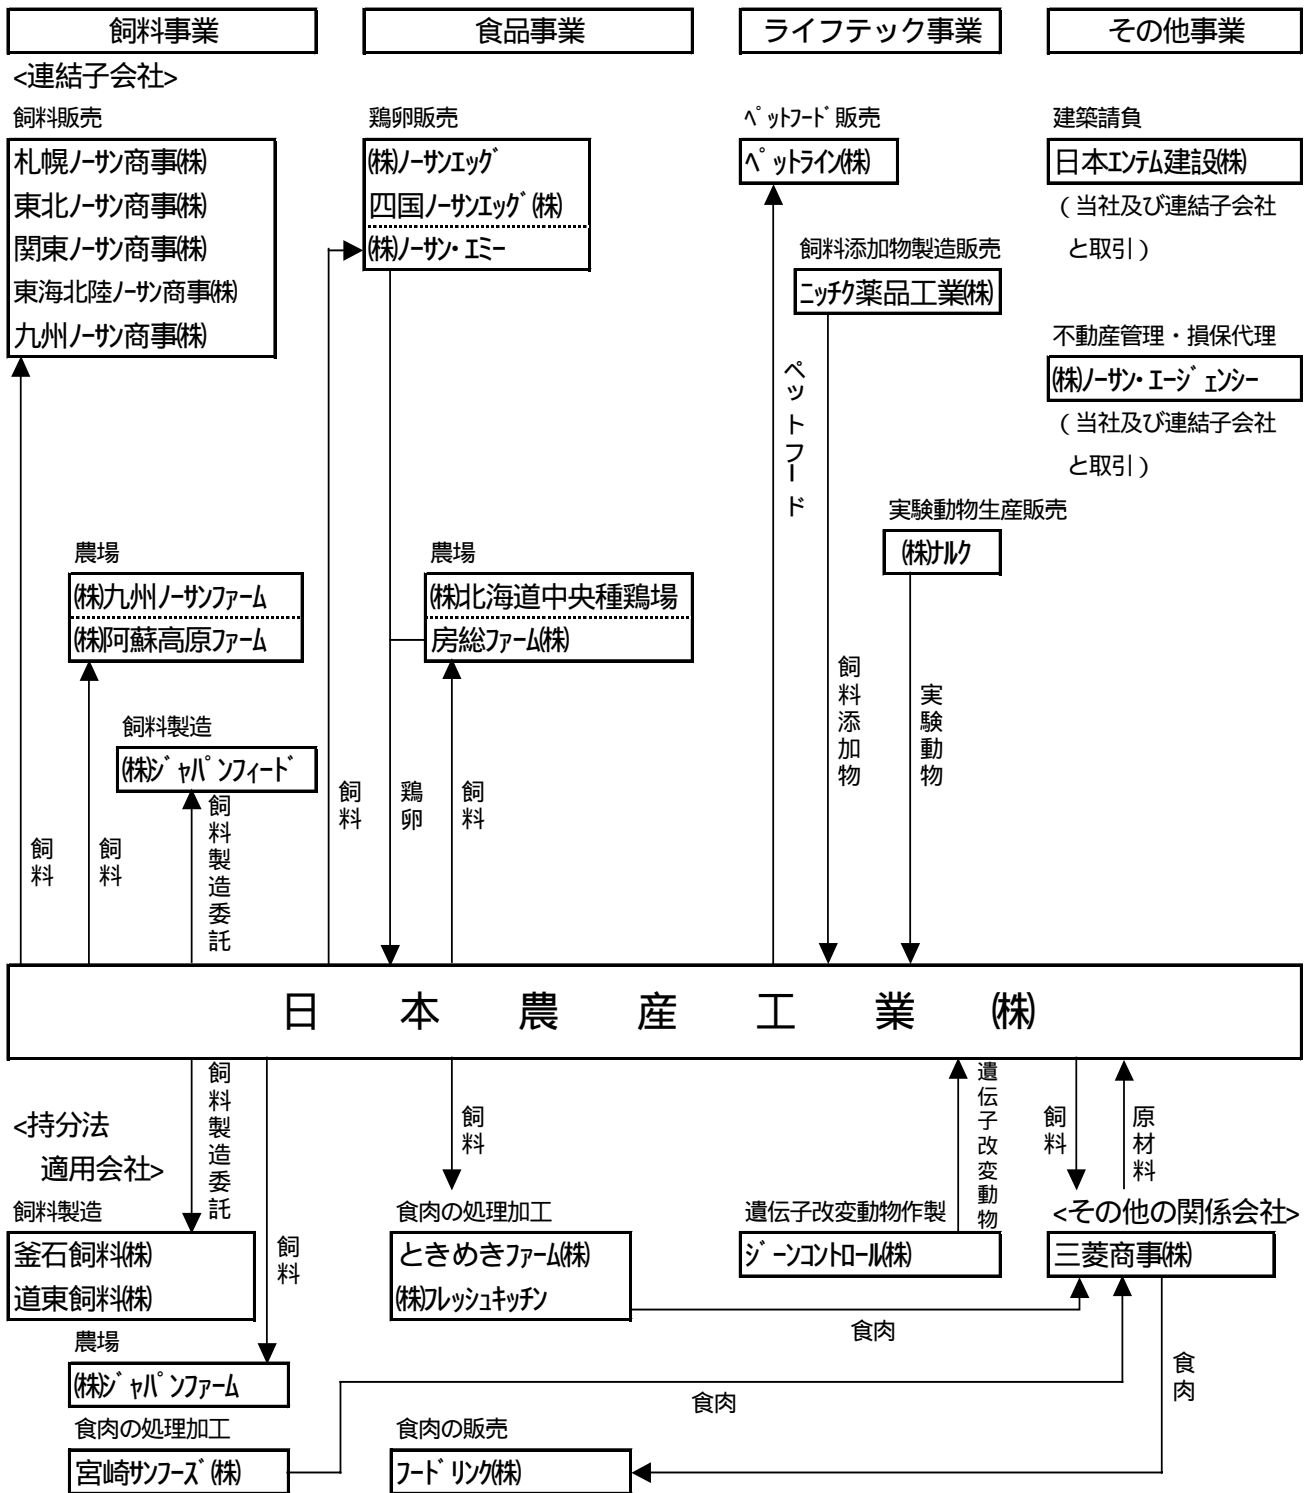 飼料事業
食品事業
ライフテック事業
その他事業
<連結子会社>
飼料販売
札幌ノーサン商事㈱
東北ノーサン商事㈱
関東ノーサン商事㈱
東海北陸ノーサン商事㈱
九州ノーサン商事㈱
農場
㈱九州ノーサンファーム
㈱阿蘇高原ファーム
飼料製造
㈱ジャパンフィード
飼料
飼料
飼料製造委託
鶏卵販売
㈱ノーサンエッグ
四国ノーサンエッグ㈱
㈱ノーサン・エミー
農場
㈱北海道中央種鶏場
房総ファーム㈱
飼料
鶏卵
飼料
ペットフード販売
ペットライン㈱
飼料添加物製造販売
ニッチク薬品工業㈱
実験動物生産販売
㈱ナルク
ペットフード
飼料添加物
実験動物
建築請負
日本エンテム建設㈱
(当社及び連結子会社
と取引)
不動産管理・損保代理
㈱ノーサン・エージェンシー
(当社及び連結子会社
と取引)
日本農産工業㈱
<持分法
適用会社>
飼料製造委託
飼料
飼料製造
釜石飼料㈱
道東飼料㈱
農場
㈱ジャパンファーム
食肉の処理加工
宮崎サンフーズ㈱
飼料
食肉の処理加工
ときめきファーム㈱
㈱フレッシュキッチン
食肉の販売
フードリンク㈱
遺伝子改変動物
遺伝子改変動物作製
ジーンコントロール㈱
飼料
原材料
<その他の関係会社>
三菱商事㈱
食肉
食肉
食肉